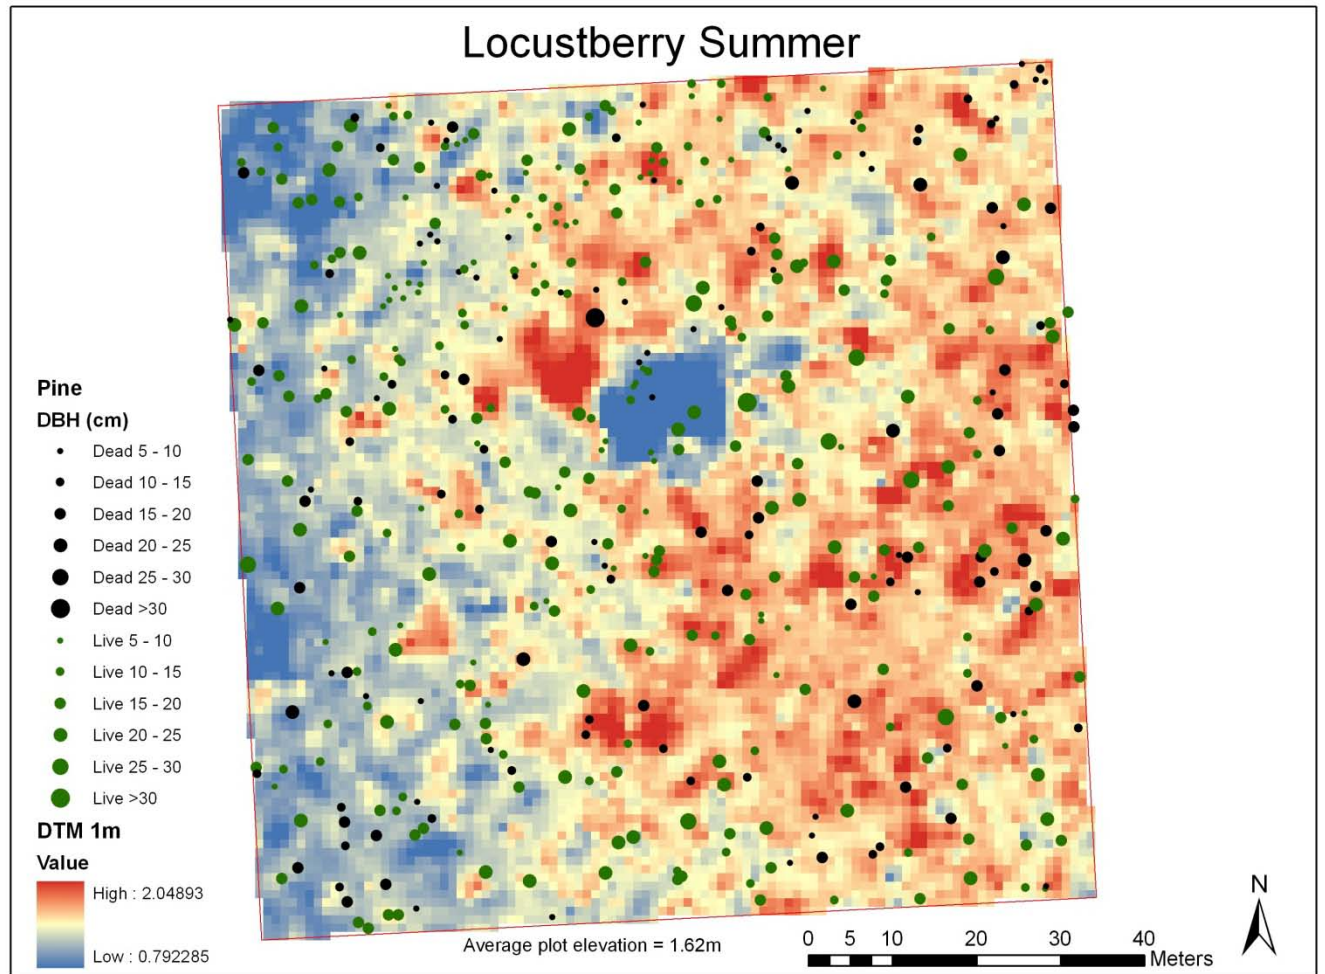 Locustberry Summer
Pine
DBH (cm)
Dead 5 - 10
Dead 10 - 15
Dead 15 - 20
Dead 20 - 25
Dead 25 - 30
Dead >30
Live 5 - 10
Live 10 - 15
Live 15 - 20
Live 20 - 25
Live 25 - 30
Live >30
DTM 1m
Value
High : 2.04893
Low : 0.792285
Average plot elevation = 1.62m
0 5 10 20 30 40
Meters
N